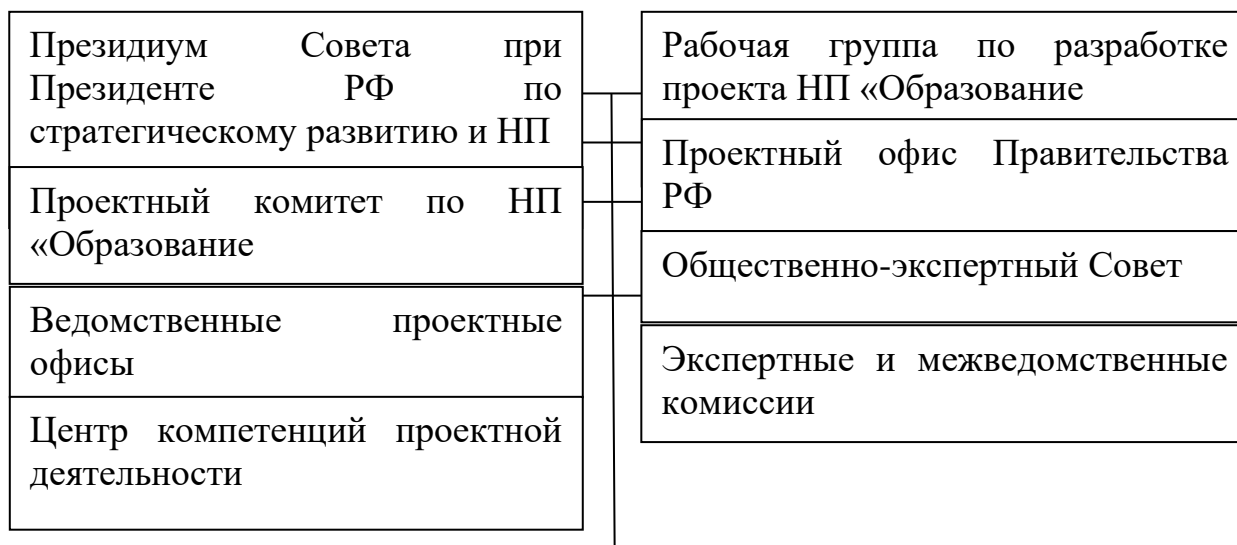 Президиум Совета при
Президенте РФ по
стратегическому развитию и НП
Проектный комитет по НП
«Образование
Ведомственные проектные
офисы
Центр компетенций проектной
деятельности
Рабочая группа по разработке
проекта НП «Образование
Проектный офис Правительства
РФ
Общественно-экспертный Совет
Экспертные и межведомственные
комиссии